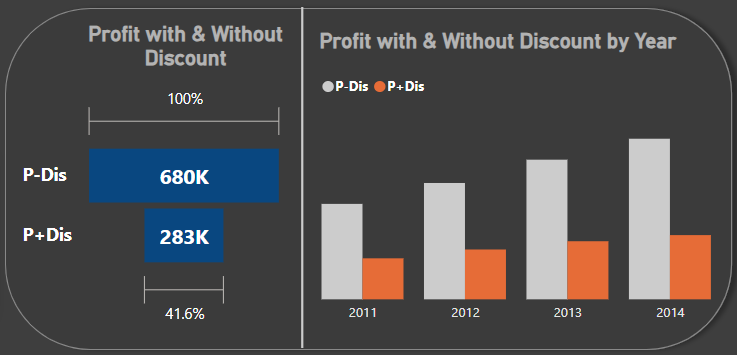 Profit with & Without
Discount
100%
P-Dis
680K
P+Dis
283K
41.6%
Profit with & Without Discount by Year
P-Dis P+Dis
2011 2012 2013 2014